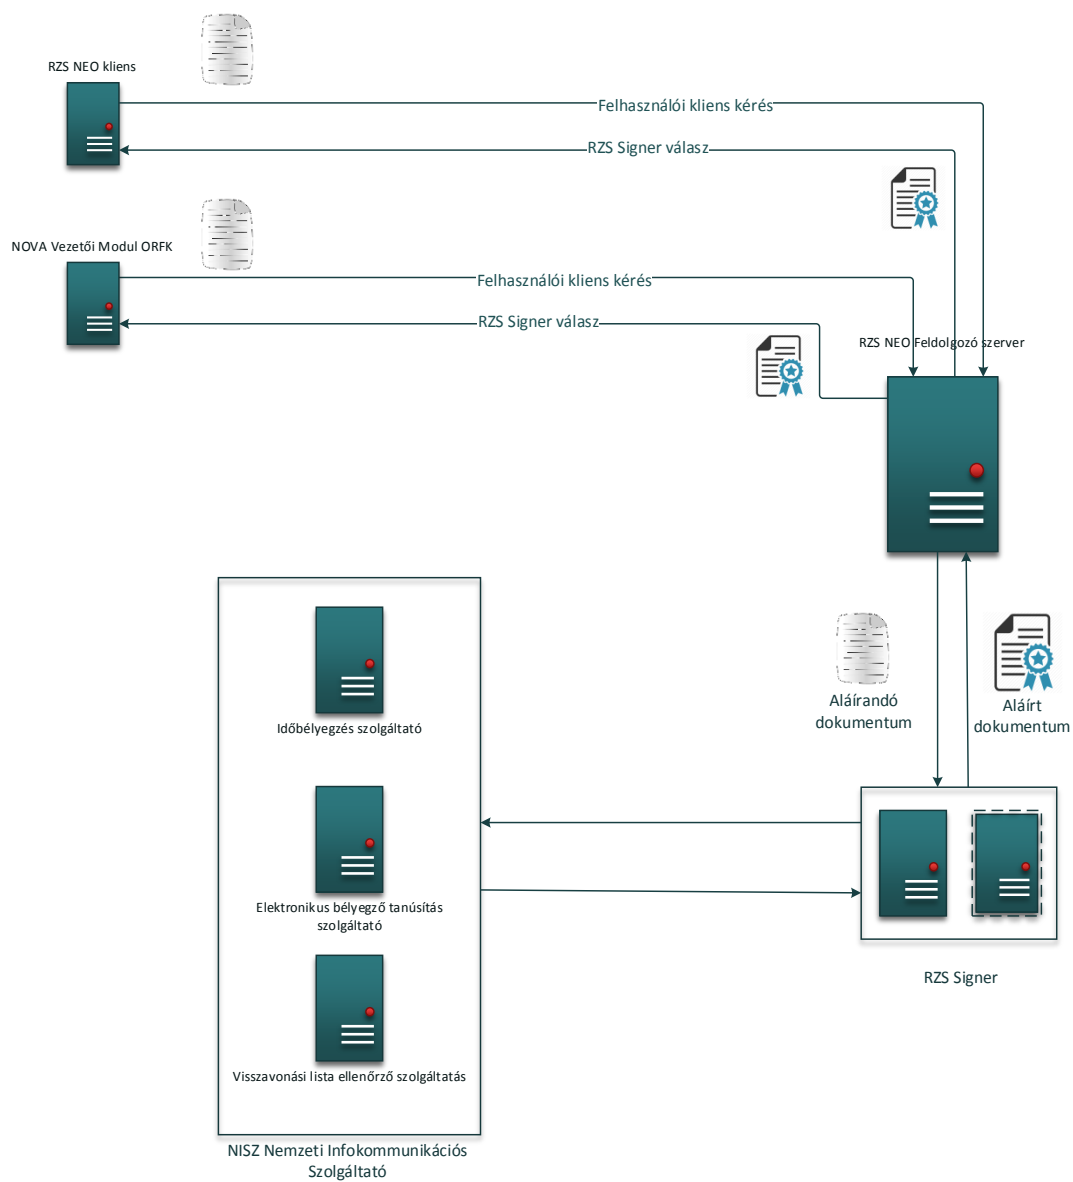 RZS NEO kliens
Felhasználói kliens kérés
RZS Signer válasz
NOVA Vezetői Modul ORFK
Felhasználói kliens kérés
RZS Signer válasz
RZS NEO Feldolgozó szerver
Aláírandó
dokumentum
Aláírt
dokumentum
Időbélyegzés szolgáltató
Elektronikus bélyegző tanúsítás
szolgáltató
RZS Signer
Visszavonási lista ellenőrző szolgáltatás
NISZ Nemzeti Infokommunikációs
Szolgáltató